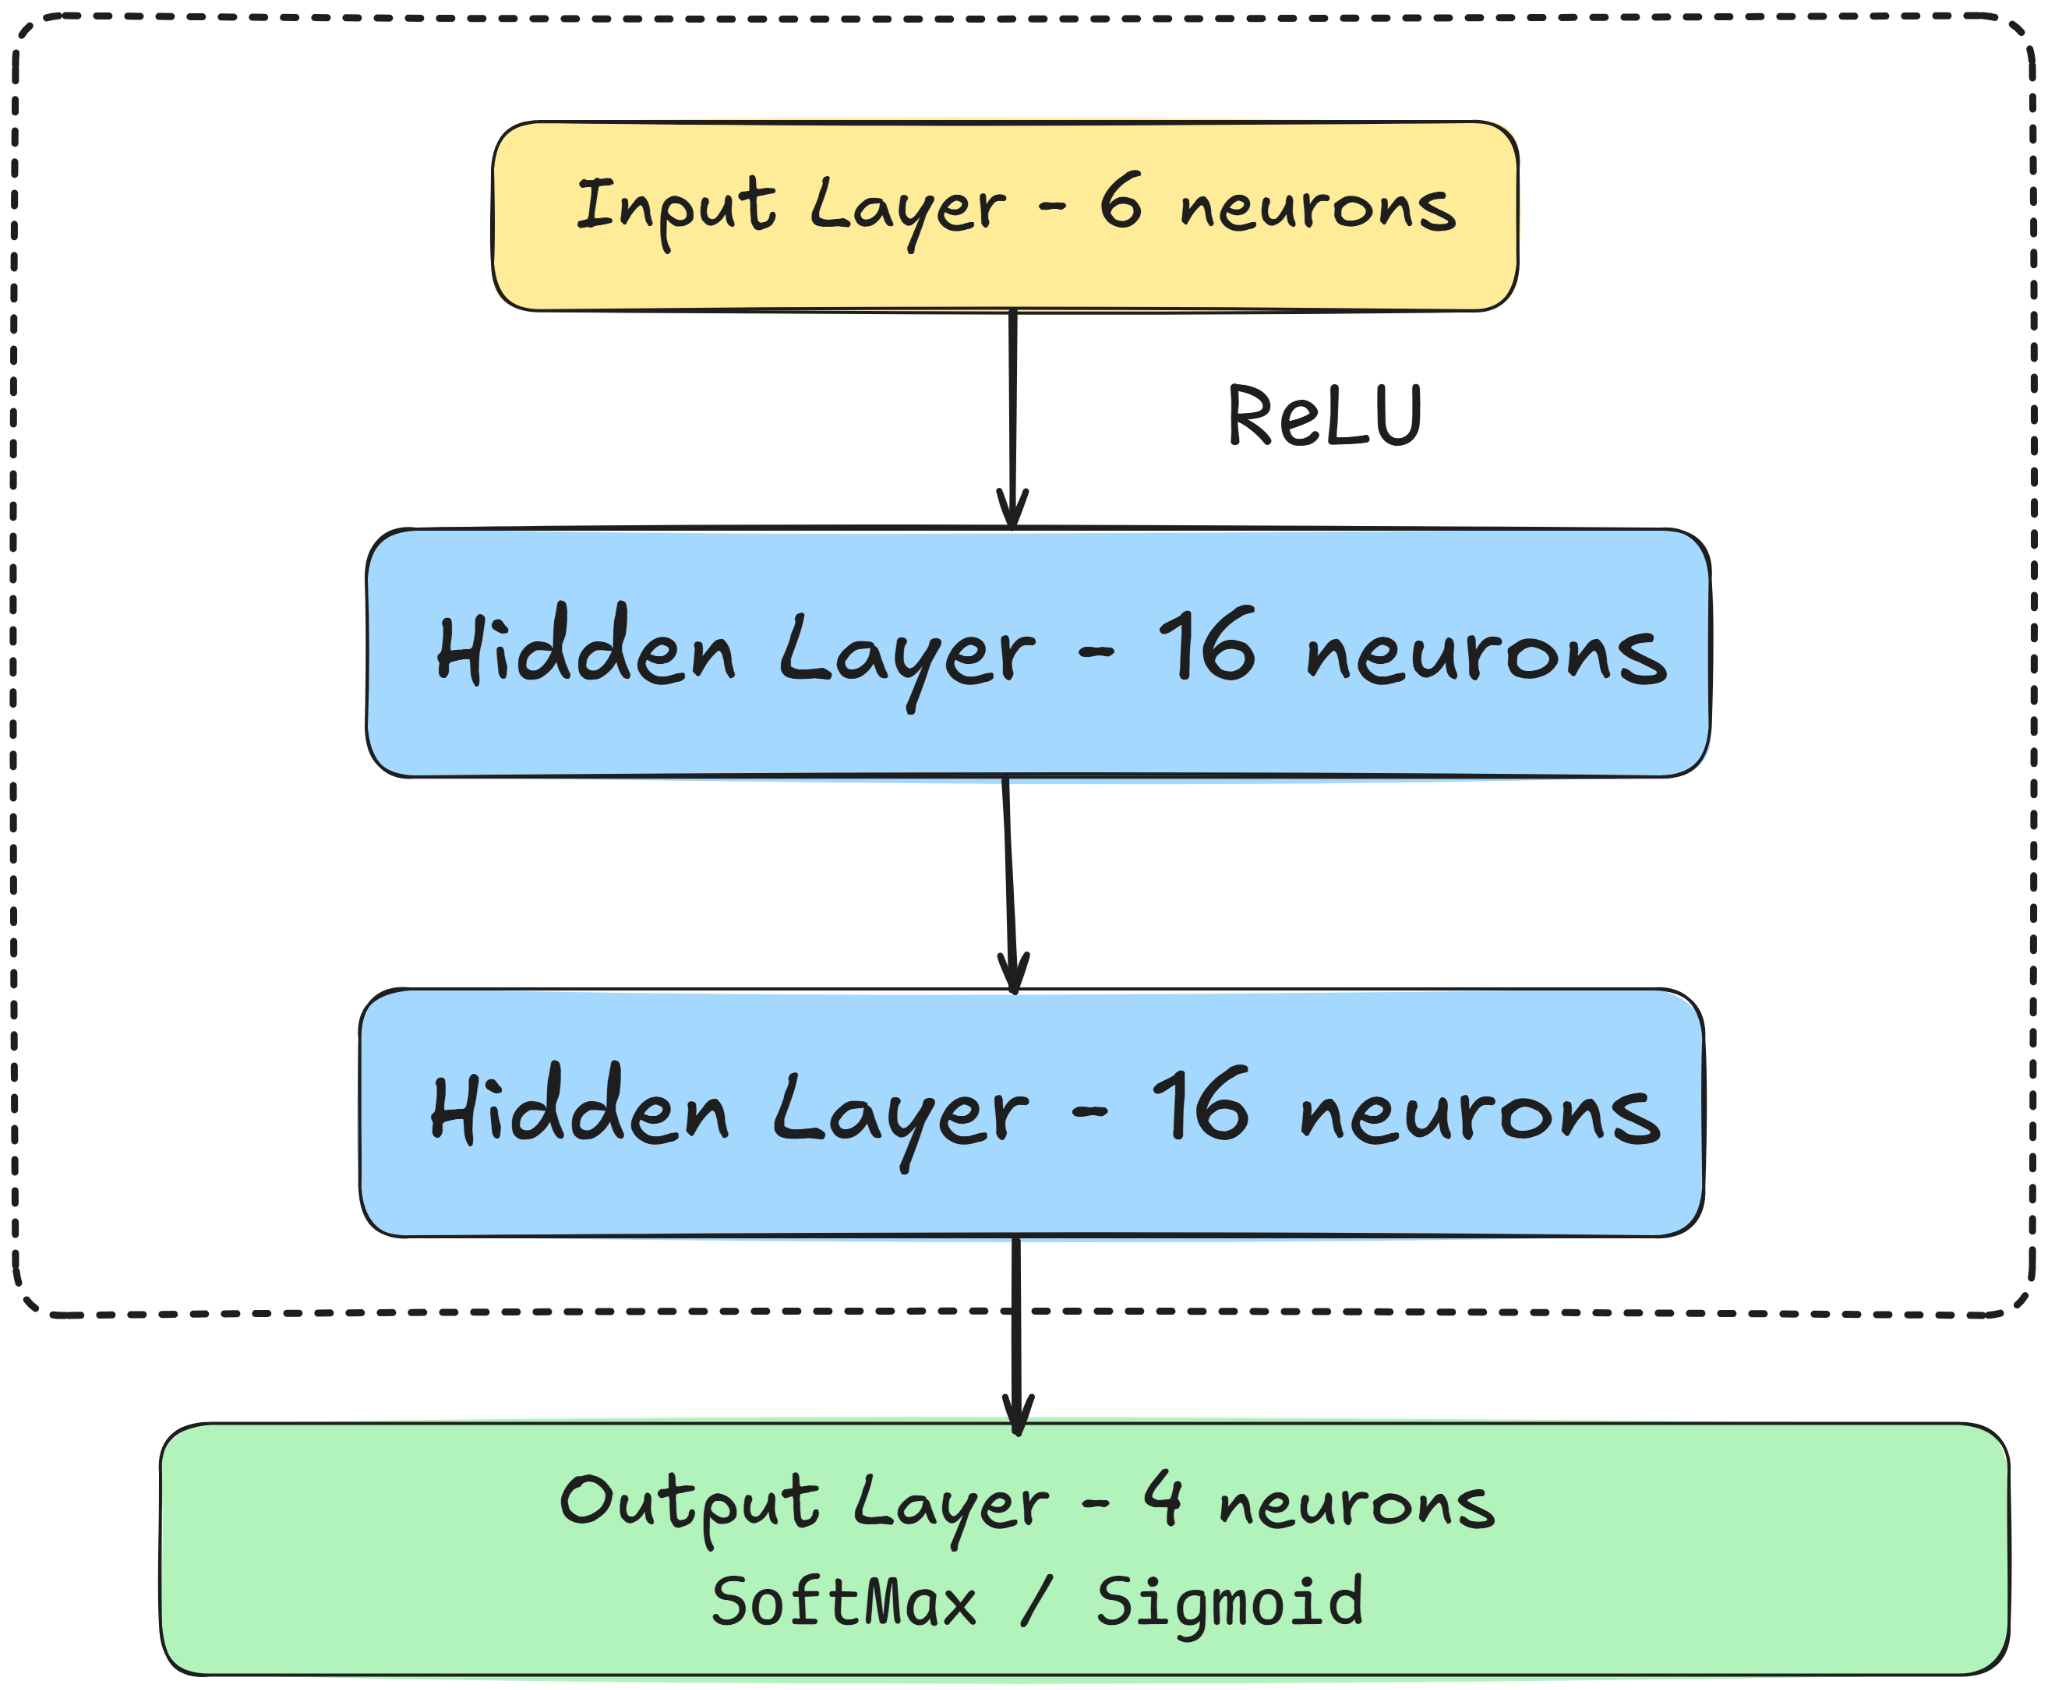 Input Layer - 6 neurons
ReLU
Hidden Layer - 16 neurons
Hidden Layer - 16 neurons
Output Layer - 4 neurons
SoftMax / Sigmoid